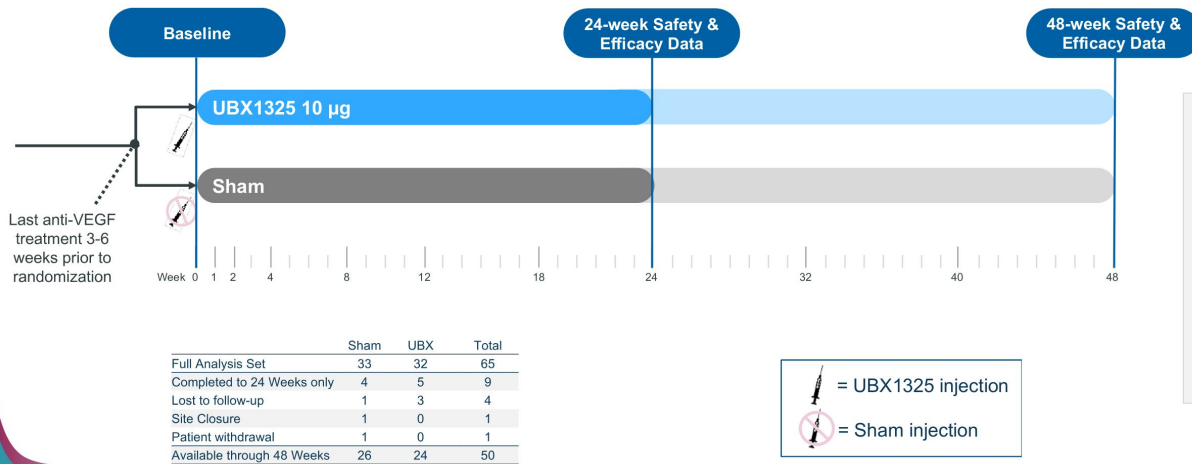 Baseline
24-week Safety &
Efficacy Data
48-week Safety &
Efficacy Data
UBX1325 10 µg
Sham
Last anti-VEGF
treatment 3-6
weeks prior to
randomization
Week 0 1 2 4 8 12 18 24 32 40 48
Sham UBX Total
Full Analysis Set 33 32 65
Completed to 24 Weeks only 4 5 9
Lost to follow-up 1 3 4
Site Closure 1 0 1
Patient withdrawal 1 0 1
Available through 48 Weeks 26 24 50
= UBX1325 injection
= Sham injection